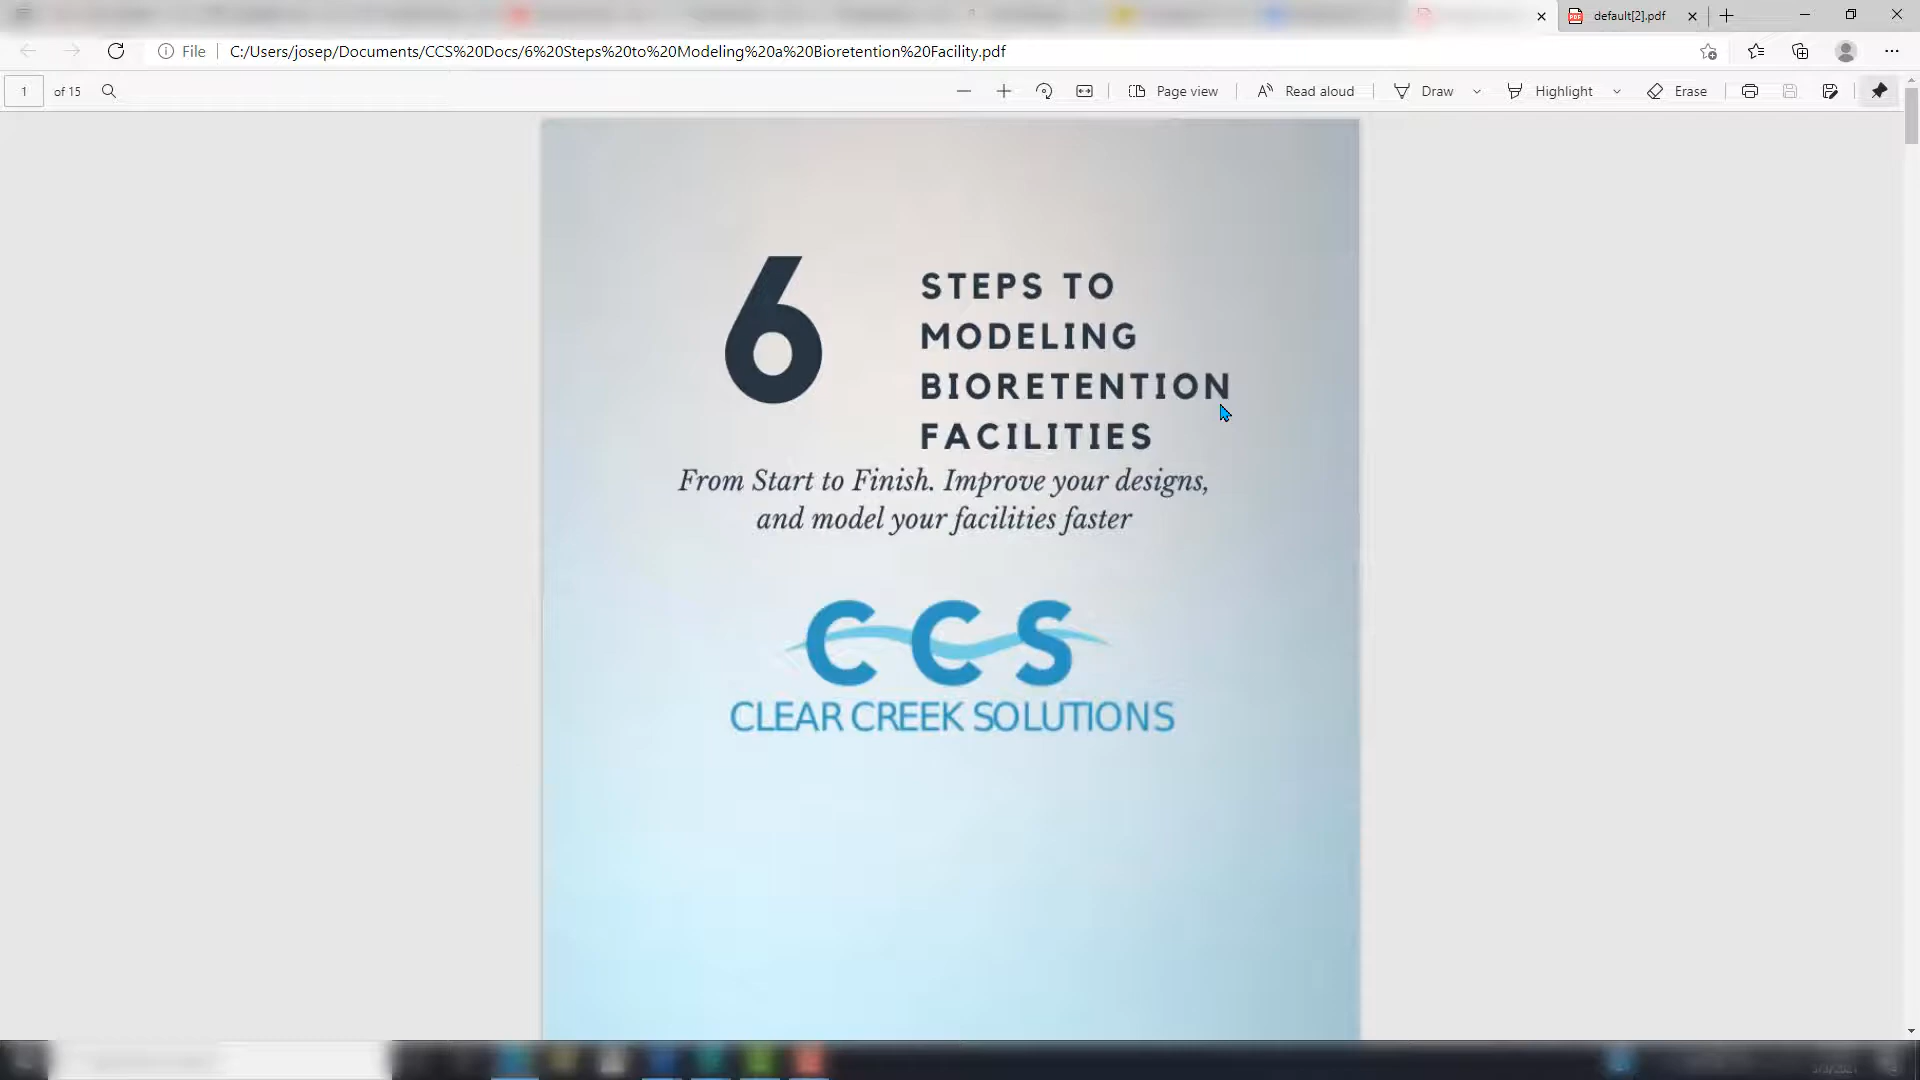 default[2].pdf
File
C:/Users/josep/Documents/CCS%20Docs/6%20Steps%20to%20Modeling%20a%20Bioretention%20Facility.pdf
1 of 15
Page view
Read aloud
Draw
Highlight
Erase
6
STEPS TO
MODELING
BIORETENTION
FACILITIES
From Start to Finish. Improve your designs,
and model your facilities faster
CCS
CLEAR CREEK SOLUTIONS